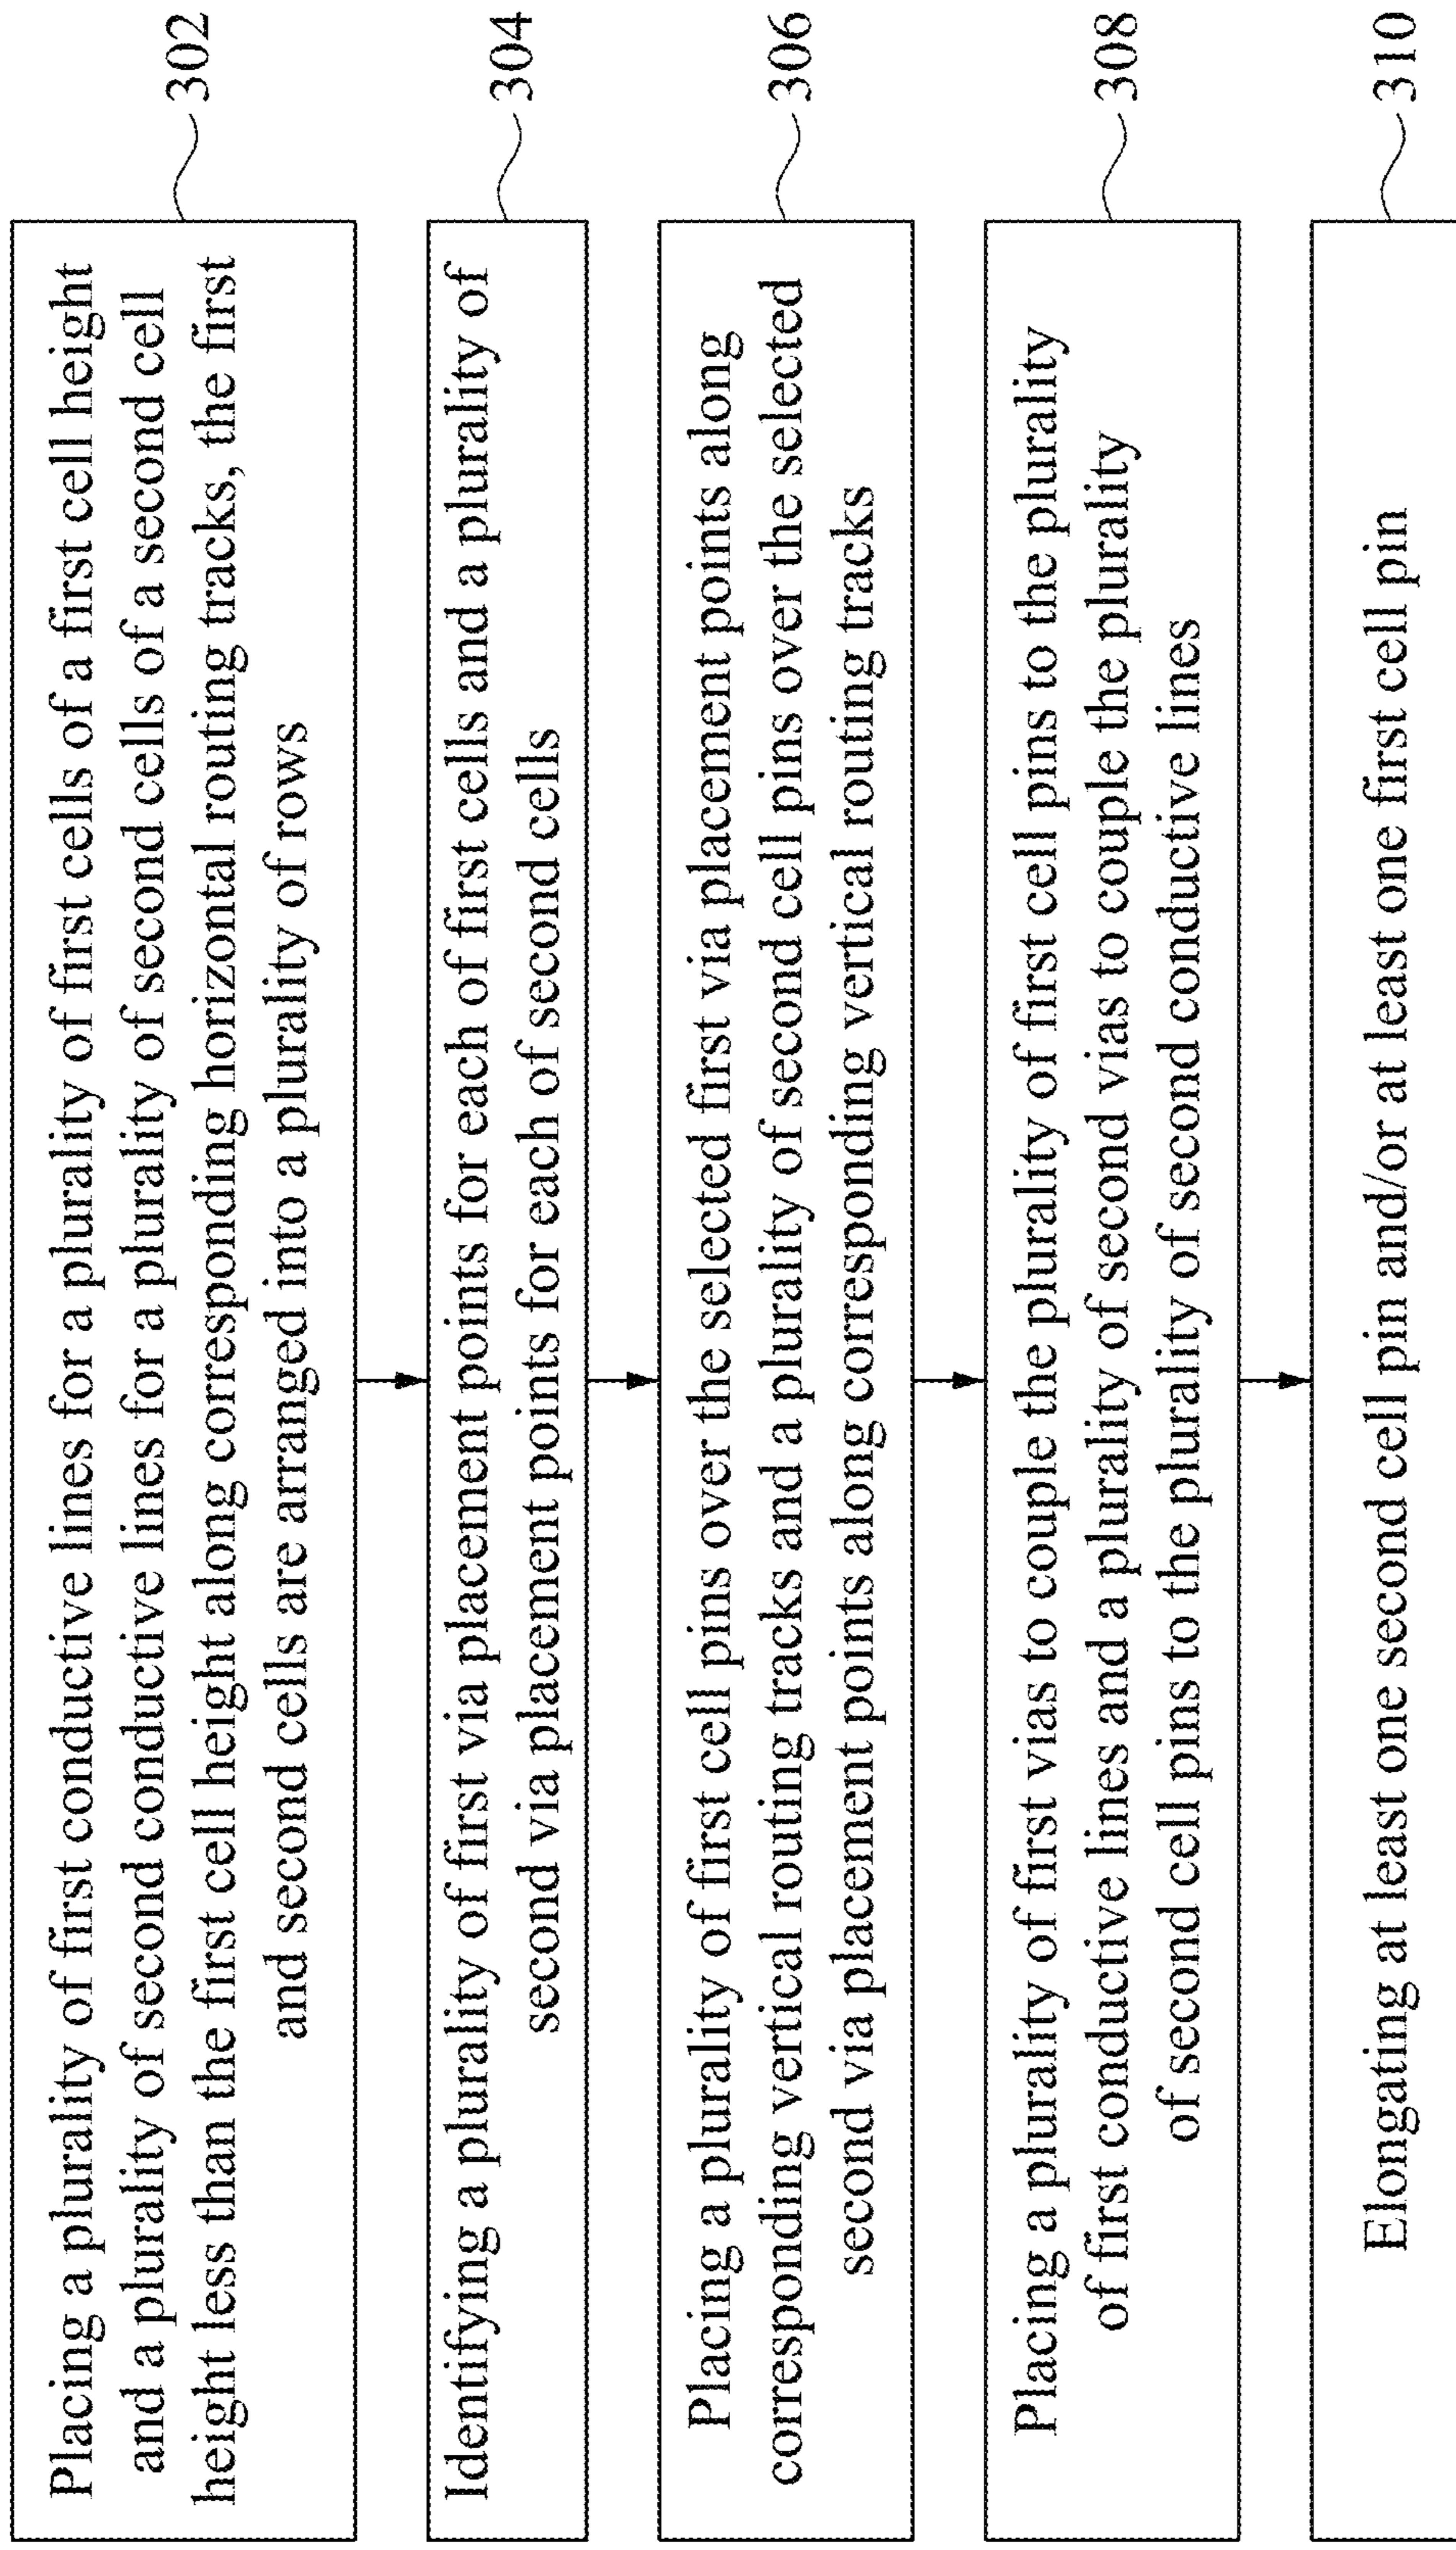 Placing a plurality of first conductive lines for a plurality of first cells of a first cell height
and a plurality of second conductive lines for a plurality of second cells of a second cell
height less than the first cell height along corresponding horizontal routing tracks, the first
and second cells are arranged into a plurality of rows
302
Identifying a plurality of first via placement points for each of first cells and a plurality of
second via placement points for each of second cells
304
Placing a plurality of first cell pins over the selected first via placement points along
corresponding vertical routing tracks and a plurality of second cell pins over the selected
second via placement points along corresponding vertical routing tracks
306
Placing a plurality of first vias to couple the plurality of first cell pins to the plurality
of first conductive lines and a plurality of second vias to couple the plurality
of second cell pins to the plurality of second conductive lines
308
Elongating at least one second cell pin and/or at least one first cell pin
310